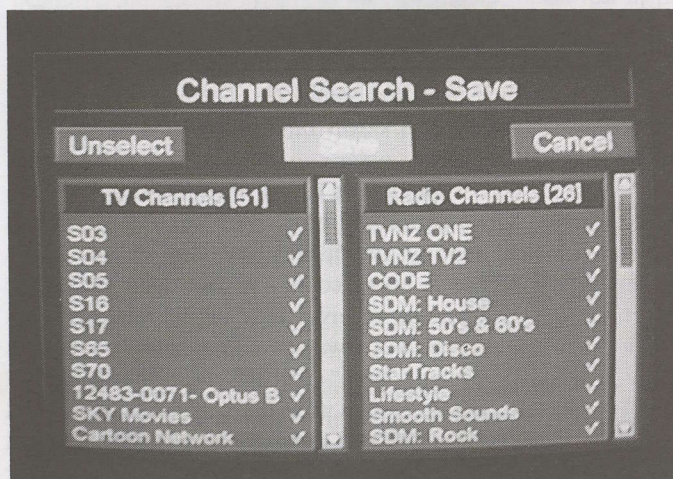 Channel Search - Save
Unselect
Save
Cancel
TV Channels [51]
S03
S04
S05
S16
S17
S65
S70
12483-0071- Optus B
SKY Movies
Cartoon Network
Radio Channels [26]
TVNZ ONE
TVNZ TV2
CODE
SDM: House
SDM: 50's & 60's
SDM: Disco
StarTracks
Lifestyle
Smooth Sounds
SDM: Rock